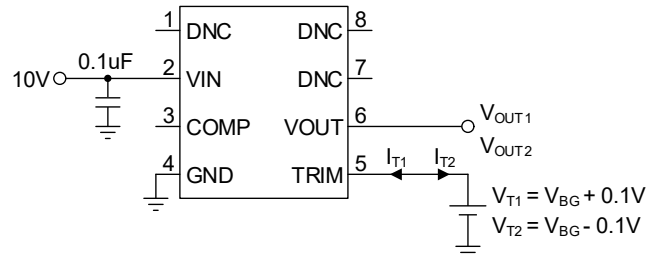 1 DNC DNC 8
0.1uF
10V 2 VIN DNC 7
3 COMP VOUT 6 V_OUT1
V_OUT2
4 GND TRIM 5 I_T1 I_T2
V_T1 = V_BG + 0.1V
V_T2 = V_BG - 0.1V